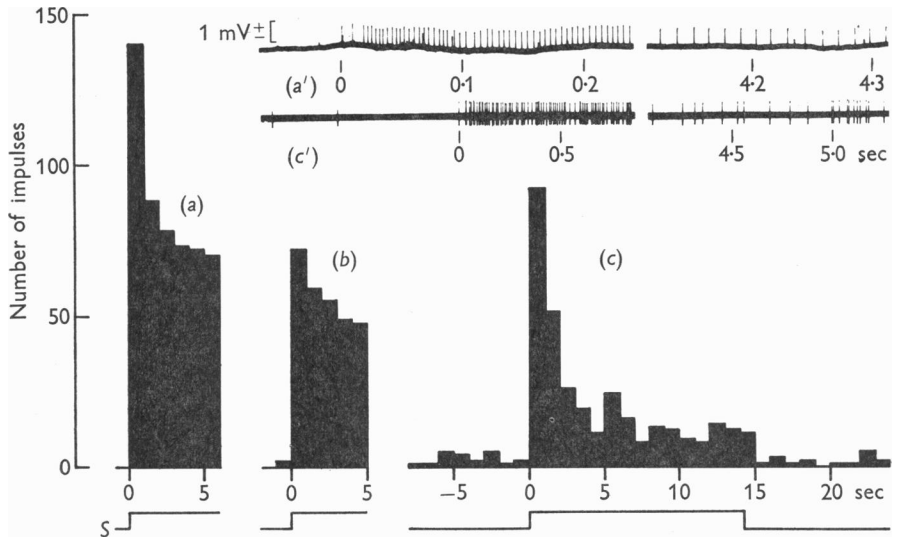 150
100
50
0
Number of impulses
1 mV ±
(a′)
0
0·1
0·2
4·2
4·3
(c′)
0
0·5
4·5
5·0 sec
(a)
(b)
(c)
0
5
0
5
−5
0
5
10
15
20
sec
S